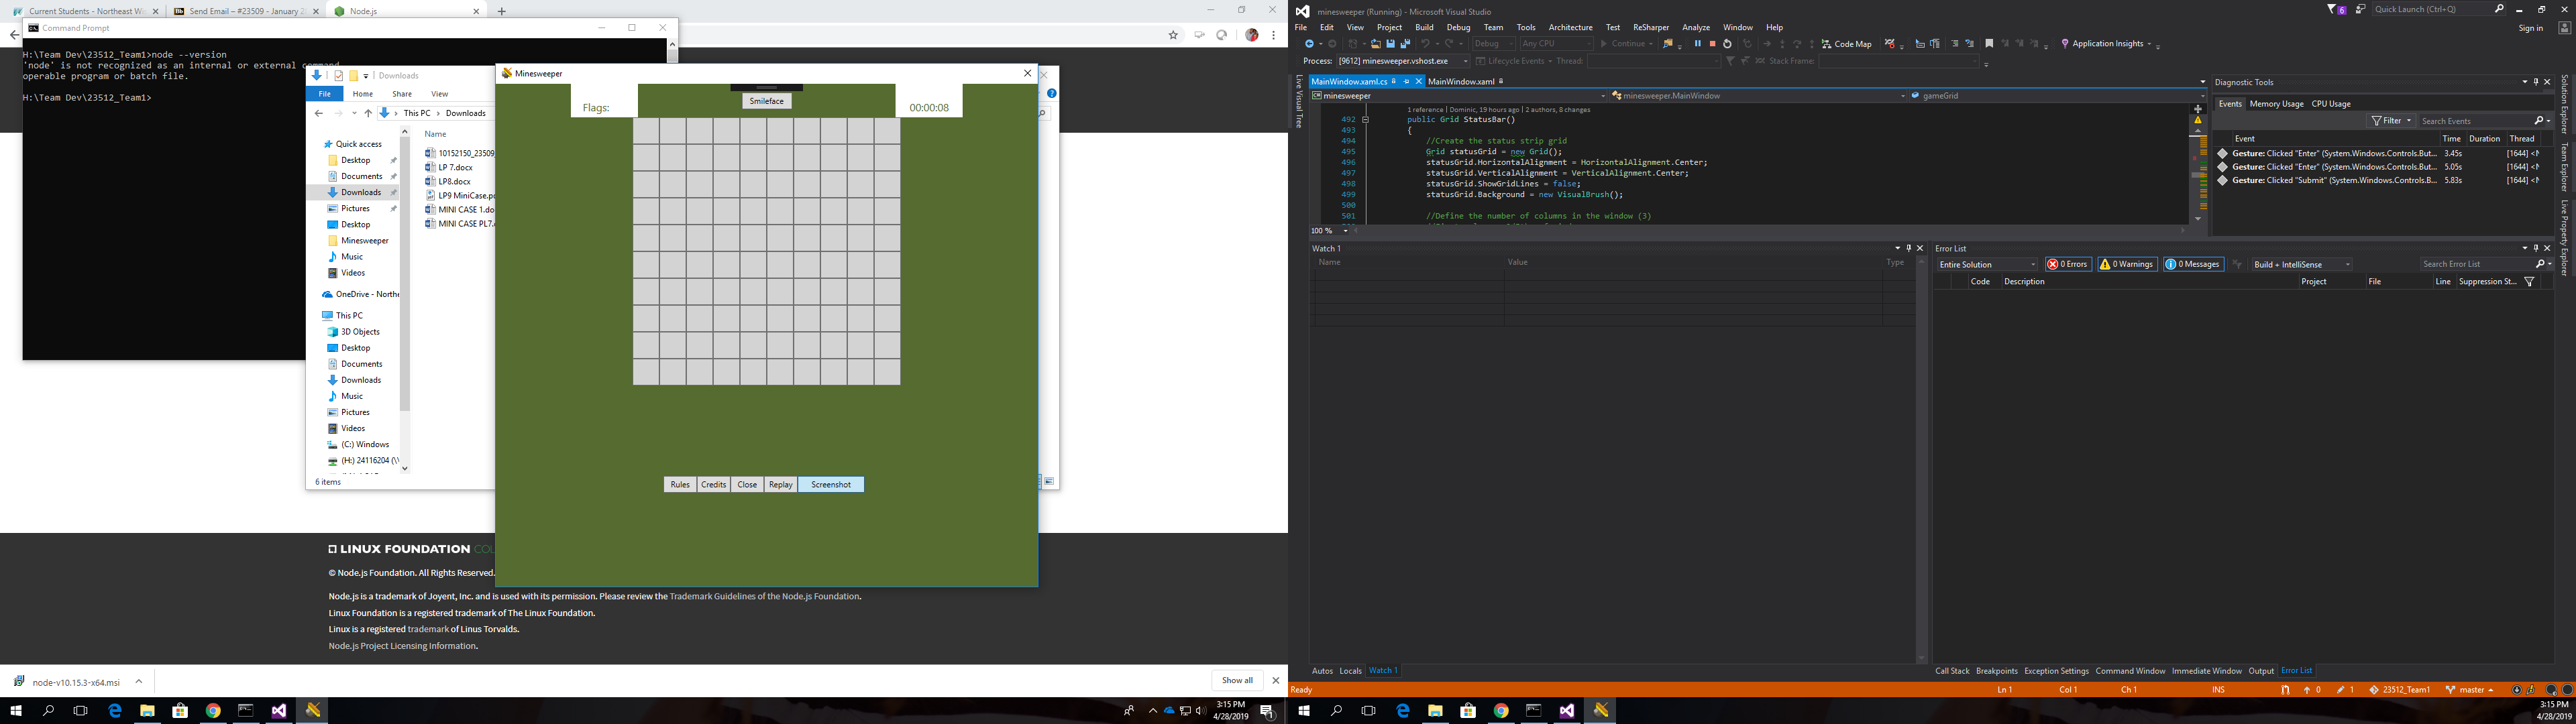 Current Students - Northeast Wi
Send Email – #23509 - January 2
Node.js
Command Prompt
H:\Team Dev\23512_Team1>node --version
'node' is not recognized as an internal or external command,
operable program or batch file.
H:\Team Dev\23512_Team1>
Downloads
File
Home
Share
View
This PC
Downloads
Name
Quick access
Desktop
Documents
Downloads
Pictures
Desktop
Minesweeper
Music
Videos
OneDrive - Northe
This PC
3D Objects
Desktop
Documents
Downloads
Music
Pictures
Videos
(C:) Windows
(H:) 24116204 (\\
10152150_23509_
LP 7.docx
LP8.docx
LP9 MiniCase.p
MINI CASE 1.do
MINI CASE PL7.
6 items
Minesweeper
Flags:
Smileface
00:00:08
Rules
Credits
Close
Replay
Screenshot
LINUX FOUNDATION
© Node.js Foundation. All Rights Reserved.
Node.js is a trademark of Joyent, Inc. and is used with its permission. Please review the Trademark Guidelines of the Node.js Foundation.
Linux Foundation is a registered trademark of The Linux Foundation.
Linux is a registered trademark of Linus Torvalds.
Node.js Project Licensing Information.
node-v10.15.3-x64.msi
Show all
3:15 PM
4/28/2019
minesweeper (Running) - Microsoft Visual Studio
6
Quick Launch (Ctrl+Q)
File Edit View Project Build Debug Team Tools Architecture Test ReSharper Analyze Window Help
Sign in
Debug
Any CPU
Continue
Code Map
Application Insights
Process: [9612] minesweeper.vshost.exe
Lifecycle Events
Thread:
Stack Frame:
Live Visual Tree
MainWindow.xaml.cs
MainWindow.xaml
minesweeper
minesweeper.MainWindow
gameGrid
1 reference | Dominic, 19 hours ago | 2 authors, 8 changes
492 public Grid StatusBar()
493 {
494 //Create the status strip grid
495 Grid statusGrid = new Grid();
496 statusGrid.HorizontalAlignment = HorizontalAlignment.Center;
497 statusGrid.VerticalAlignment = VerticalAlignment.Center;
498 statusGrid.ShowGridLines = false;
499 statusGrid.Background = new VisualBrush();
500
501 //Define the number of columns in the window (3)
100 %
Diagnostic Tools
Events
Memory Usage
CPU Usage
Filter
Search Events
Event
Time
Duration
Thread
Gesture: Clicked "Enter" (System.Windows.Controls.But... 3.45s [1644] <N
Gesture: Clicked "Enter" (System.Windows.Controls.But... 5.05s [1644] <N
Gesture: Clicked "Submit" (System.Windows.Controls.B... 5.83s [1644] <N
Solution Explorer
Team Explorer
Live Property Explorer
Watch 1
Name
Value
Type
Error List
Entire Solution
0 Errors
0 Warnings
0 Messages
Build + IntelliSense
Search Error List
Code
Description
Project
File
Line
Suppression St...
Autos
Locals
Watch 1
Call Stack
Breakpoints
Exception Settings
Command Window
Immediate Window
Output
Error List
Ready
Ln 1
Col 1
Ch 1
INS
0
1
23512_Team1
master
3:15 PM
4/28/2019